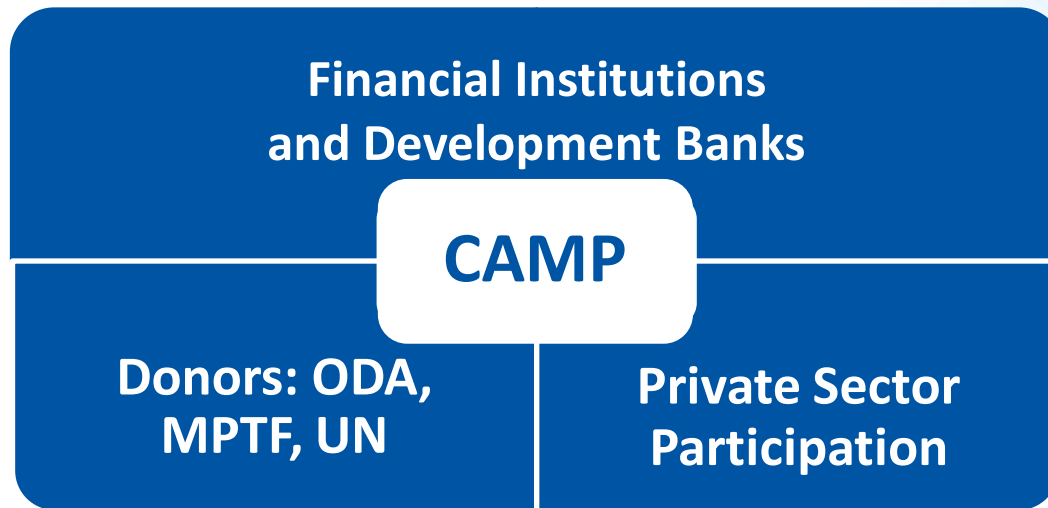 Financial Institutions
and Development Banks
CAMP
Donors: ODA,
MPTF, UN
Private Sector
Participation